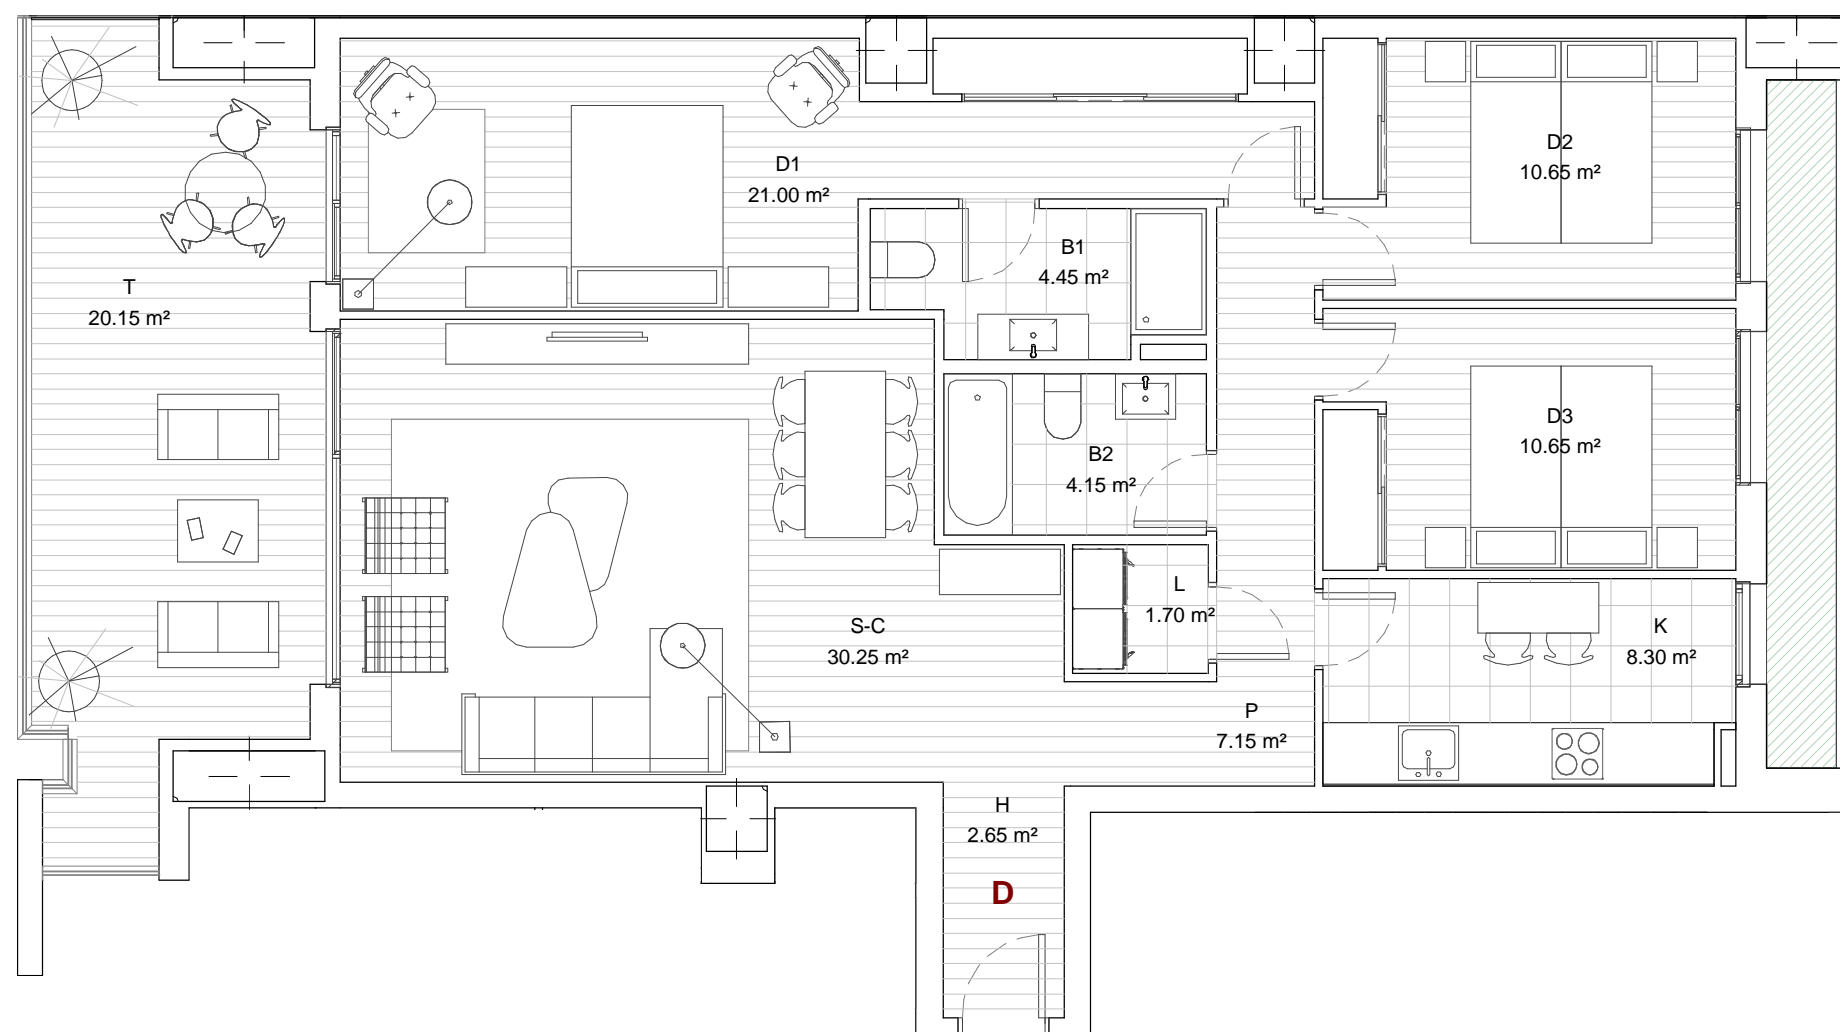 D1
21.00 m²
D2
10.65 m²
B1
4.45 m²
T
20.15 m²
D3
10.65 m²
B2
4.15 m²
L
1.70 m²
S-C
30.25 m²
K
8.30 m²
P
7.15 m²
H
2.65 m²
D